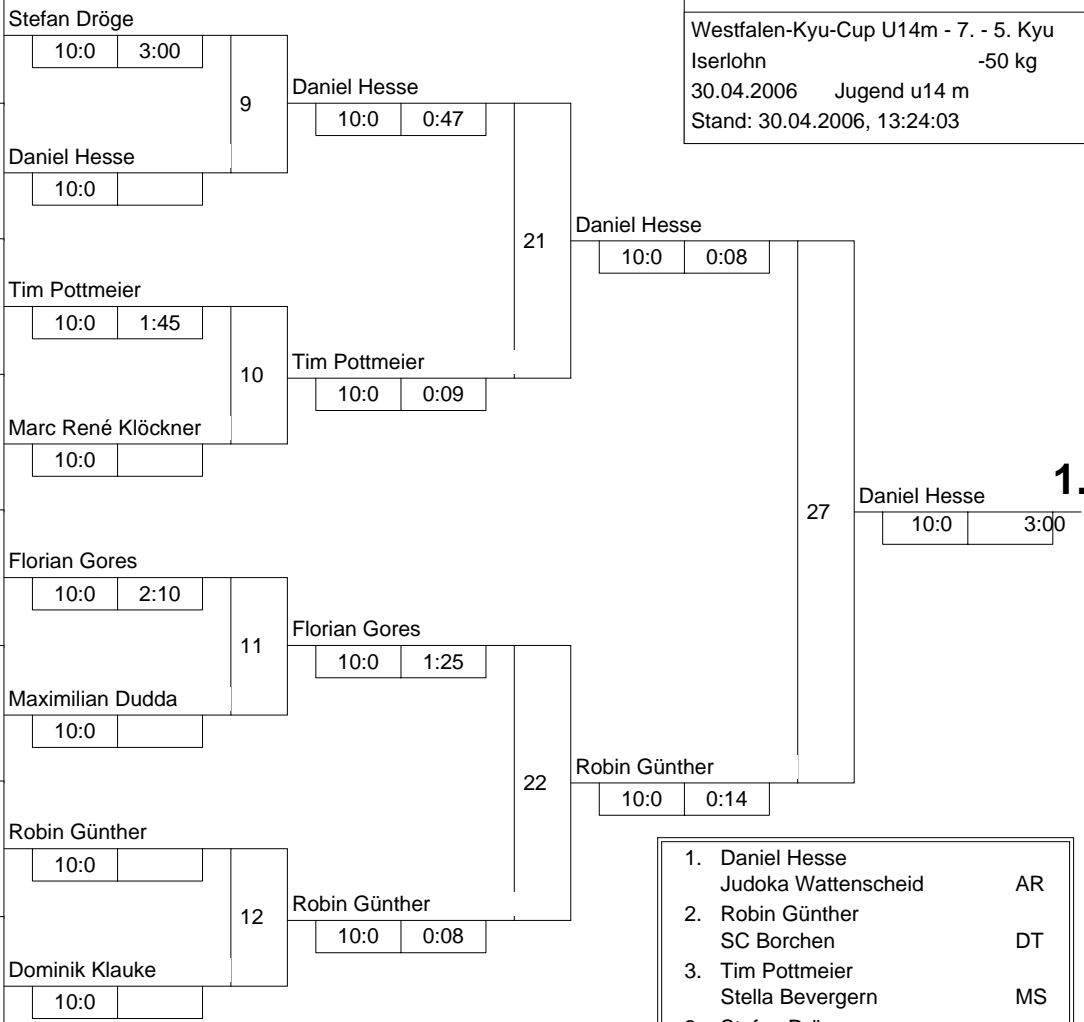 Stefan Dröge
10:0 3:00
9
Daniel Hesse
10:0
Tim Pottmeier
10:0 1:45
10
Marc René Klöckner
10:0
Florian Gores
10:0 2:10
11
Maximilian Dudda
10:0
Robin Günther
10:0
12
Dominik Klauke
10:0
Daniel Hesse
10:0 0:47
21
Tim Pottmeier
10:0 0:09
Florian Gores
10:0 1:25
22
Robin Günther
10:0 0:08
Daniel Hesse
10:0 0:08
27
Robin Günther
10:0 0:14
Daniel Hesse 1.
10:0 3:00
Westfalen-Kyu-Cup U14m - 7. - 5. Kyu
Iserlohn -50 kg
30.04.2006 Jugend u14 m
Stand: 30.04.2006, 13:24:03
1. Daniel Hesse
Judoka Wattenscheid AR
2. Robin Günther
SC Borchen DT
3. Tim Pottmeier
Stella Bevergern MS